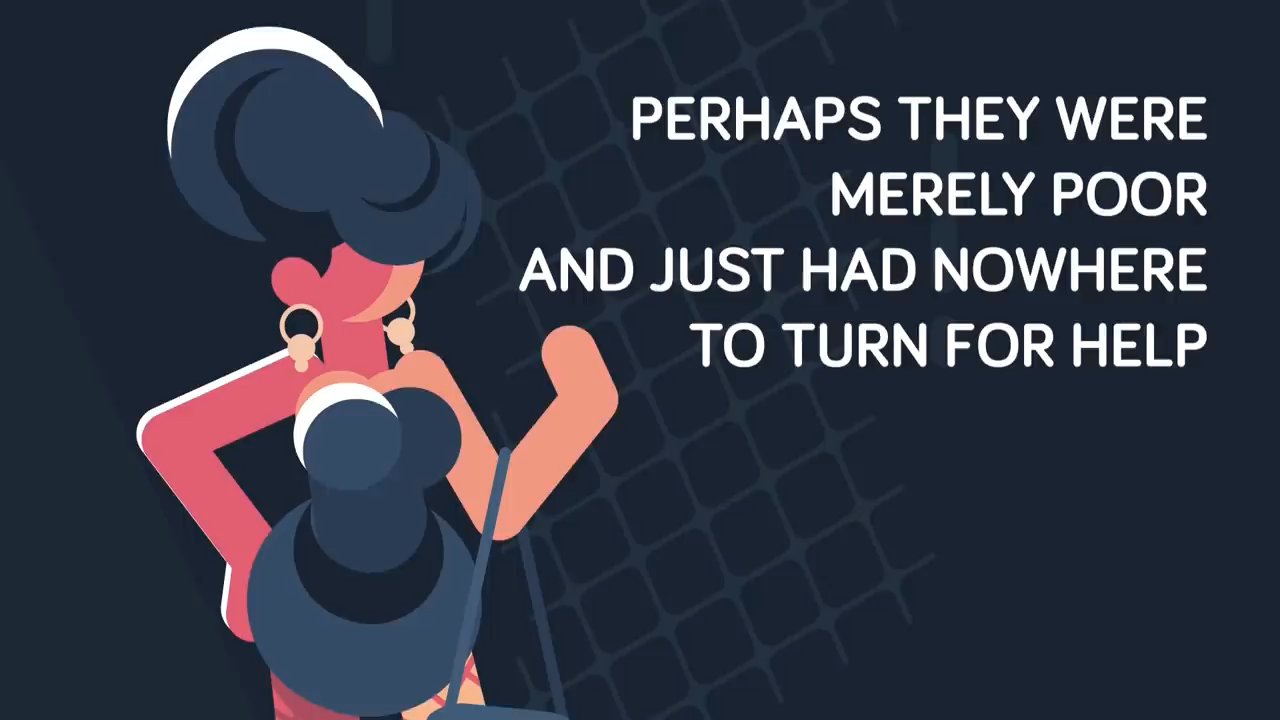 PERHAPS THEY WERE
MERELY POOR
AND JUST HAD NOWHERE
TO TURN FOR HELP